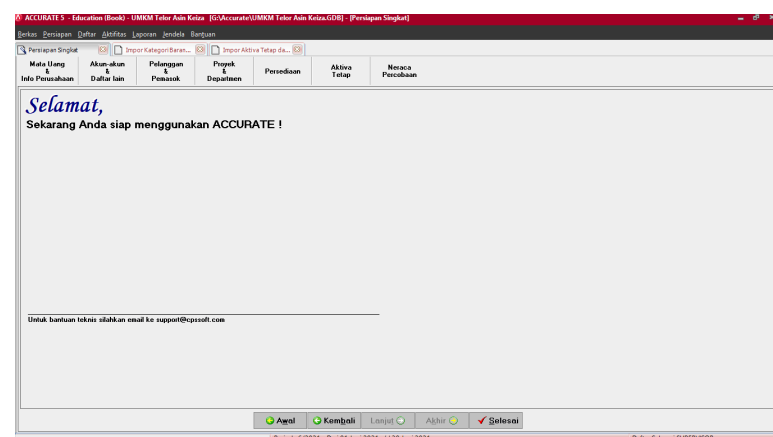 ACCURATE 5 - Education (Book) - UMKM Telor Asin Keiza [G:\Accurate\UMKM Telor Asin Keiza.GDB] - [Persiapan Singkat]
Berkas Persiapan Daftar Aktifitas Laporan Jendela Bantuan
Persiapan Singkat Impor Kategori Baran... Impor Aktiva Tetap da...
Mata Uang & Info Perusahaan
Akun-akun & Daftar lain
Pelanggan & Pemasok
Proyek & Departmen
Persediaan
Aktiva Tetap
Neraca Percobaan
Selamat,
Sekarang Anda siap menggunakan ACCURATE !
Untuk bantuan teknis silahkan email ke support@cpssoft.com
Awal Kembali Lanjut Akhir Selesai